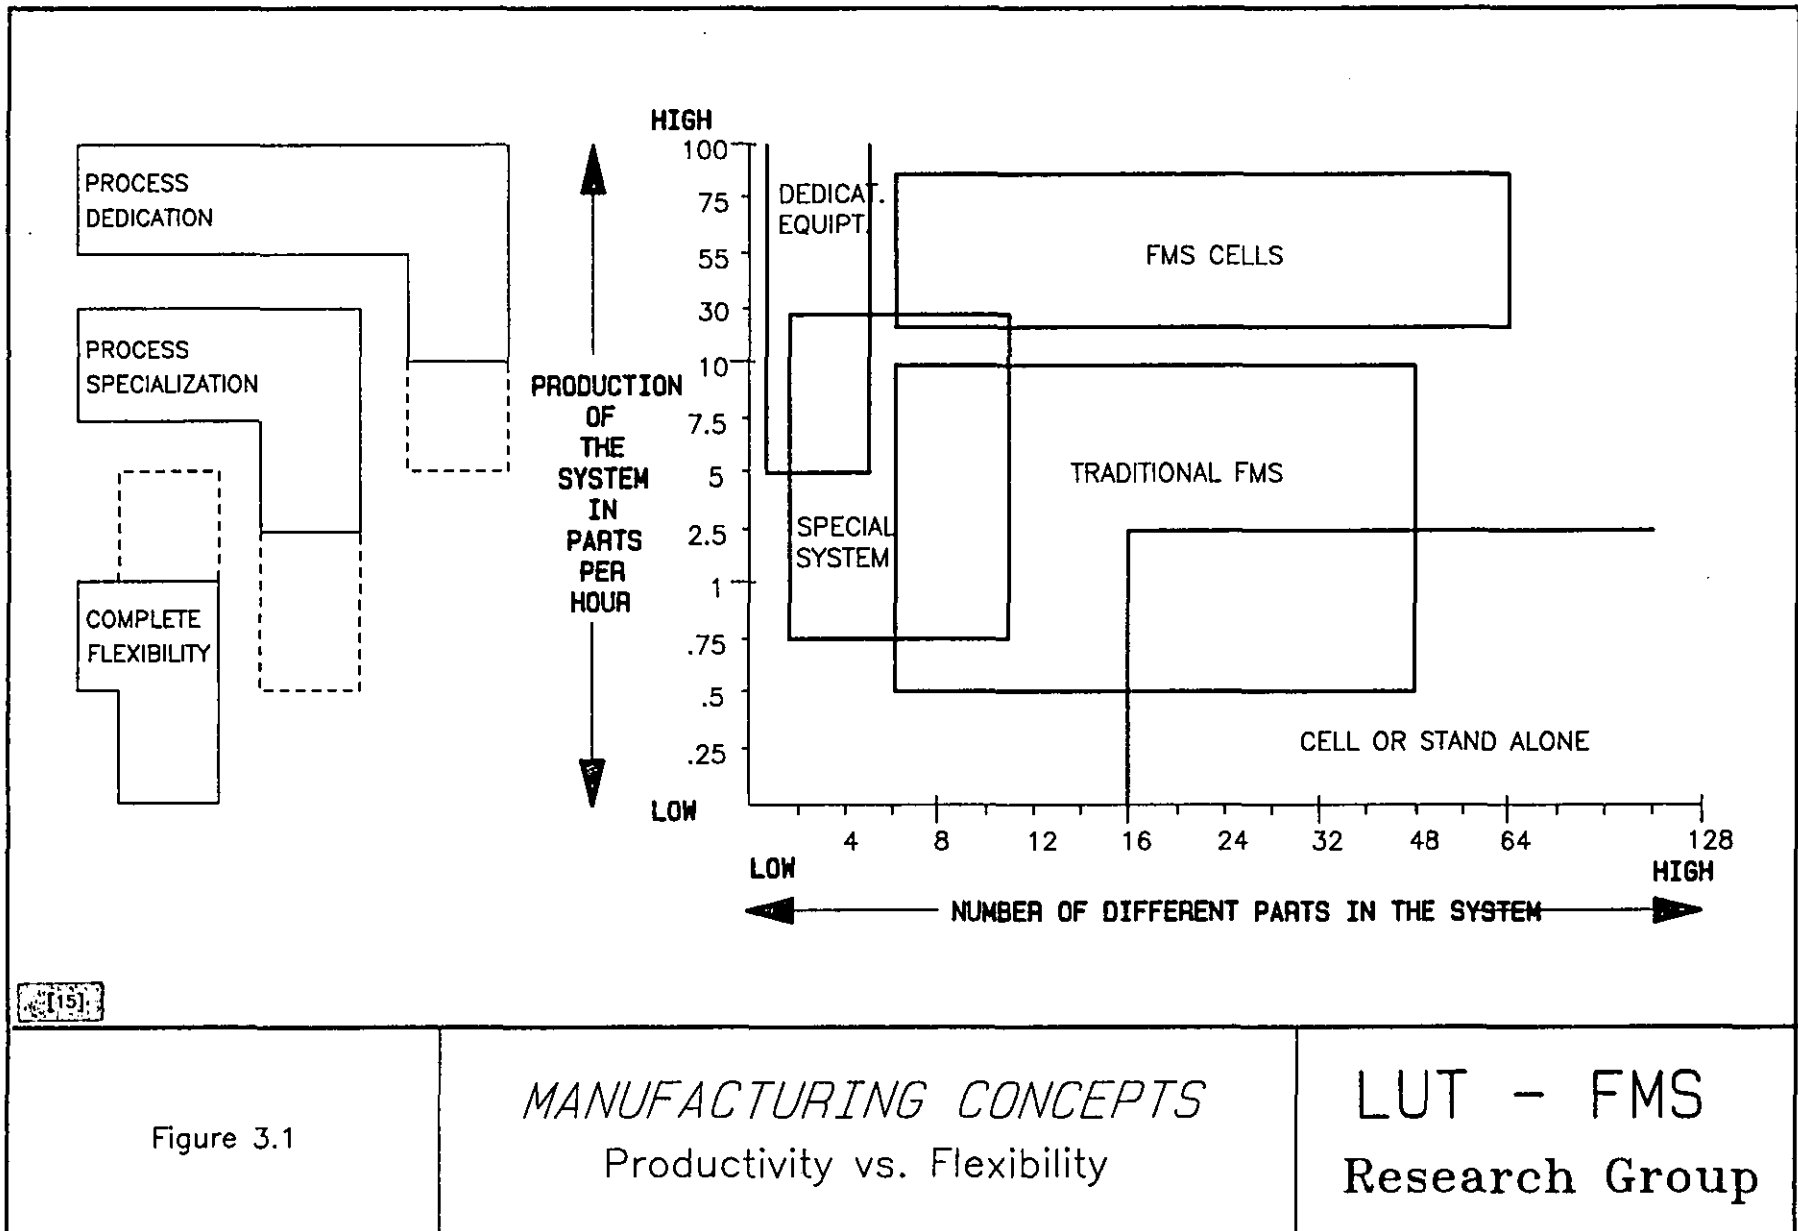 PROCESS
DEDICATION
PROCESS
SPECIALIZATION
COMPLETE
FLEXIBILITY
PRODUCTION
OF
THE
SYSTEM
IN
PARTS
PER
HOUR
HIGH
100
75
55
30
10
7.5
5
2.5
1
.75
.5
.25
LOW
DEDICAT.
EQUIPT.
FMS CELLS
TRADITIONAL FMS
SPECIAL
SYSTEM
CELL OR STAND ALONE
4 8 12 16 24 32 48 64 128
LOW HIGH
NUMBER OF DIFFERENT PARTS IN THE SYSTEM
[15]
Figure 3.1
MANUFACTURING CONCEPTS
Productivity vs. Flexibility
LUT - FMS
Research Group